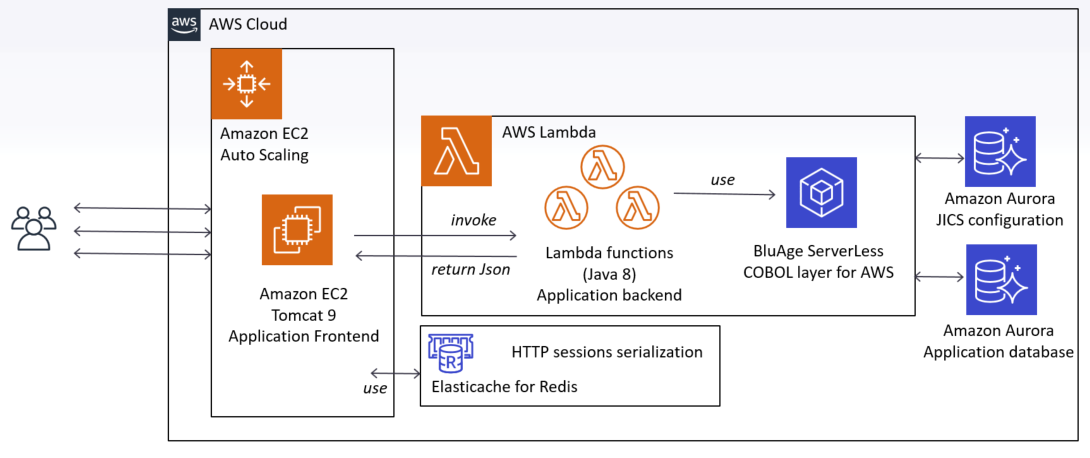 aws
AWS Cloud
Amazon EC2
Auto Scaling
Amazon EC2
Tomcat 9
Application Frontend
invoke
return Json
use
AWS Lambda
Lambda functions
(Java 8)
Application backend
use
BluAge ServerLess
COBOL layer for AWS
R
HTTP sessions serialization
Elasticache for Redis
Amazon Aurora
JICS configuration
Amazon Aurora
Application database